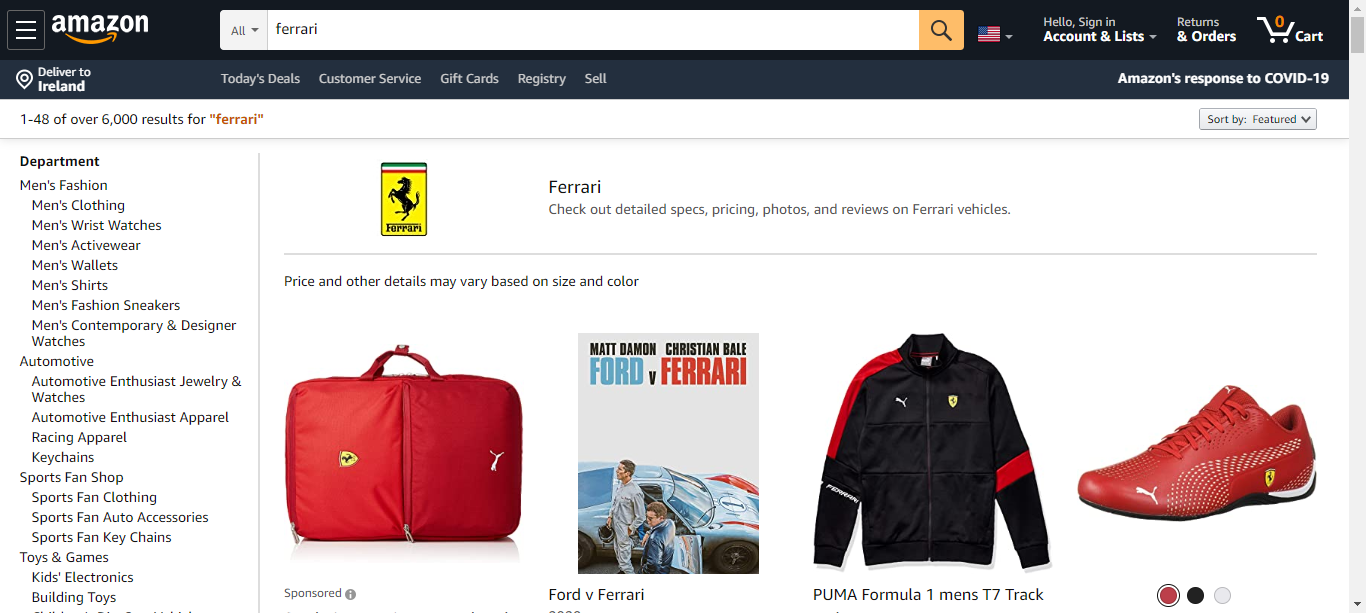 amazon
All
ferrari
Hello, Sign in
Account & Lists
Returns
& Orders
0
Cart
Deliver to
Ireland
Today's Deals
Customer Service
Gift Cards
Registry
Sell
Amazon's response to COVID-19
1-48 of over 6,000 results for "ferrari"
Sort by: Featured
Department
Men's Fashion
Men's Clothing
Men's Wrist Watches
Men's Activewear
Men's Wallets
Men's Shirts
Men's Fashion Sneakers
Men's Contemporary & Designer
Watches
Automotive
Automotive Enthusiast Jewelry &
Watches
Automotive Enthusiast Apparel
Racing Apparel
Keychains
Sports Fan Shop
Sports Fan Clothing
Sports Fan Auto Accessories
Sports Fan Key Chains
Toys & Games
Kids' Electronics
Building Toys
Ferrari
Ferrari
Check out detailed specs, pricing, photos, and reviews on Ferrari vehicles.
Price and other details may vary based on size and color
MATT DAMON CHRISTIAN BALE
FORD v FERRARI
FERRARI
Sponsored
Ford v Ferrari
PUMA Formula 1 mens T7 Track